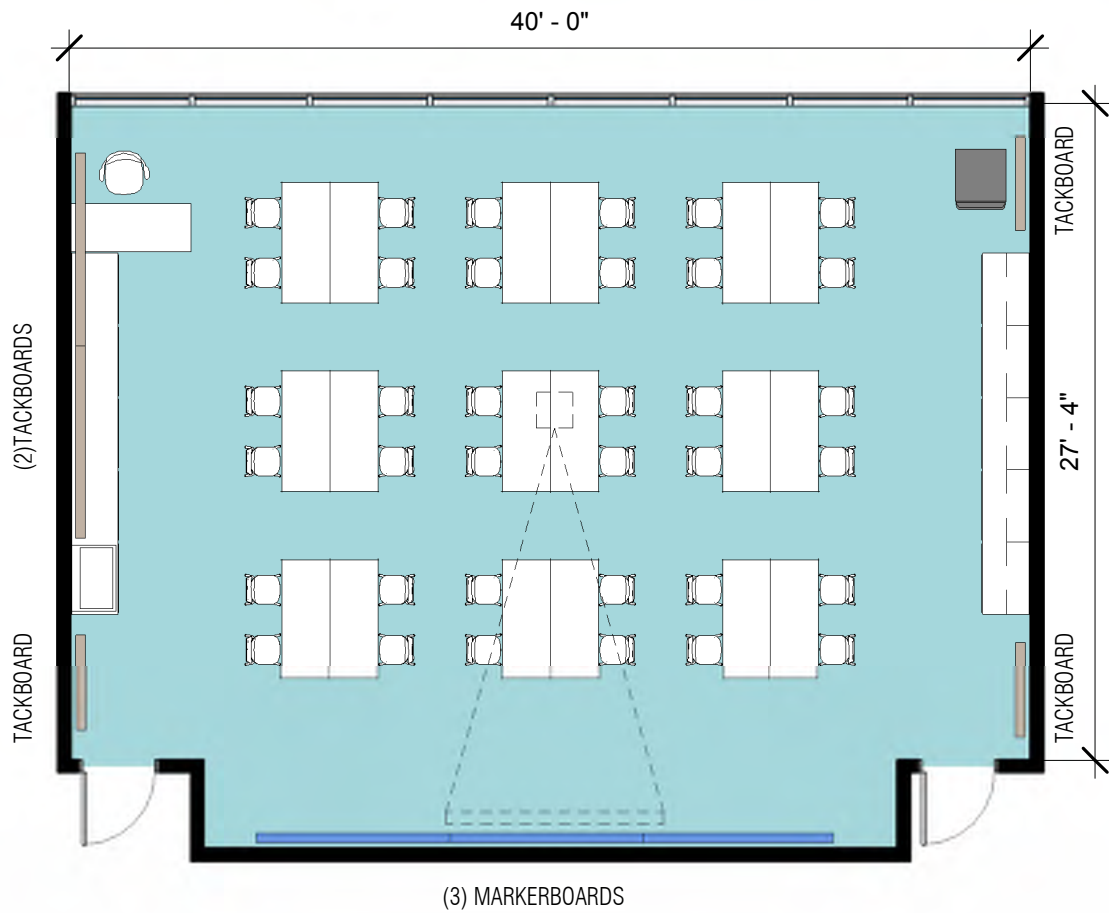 40' - 0"
TACKBOARD
(2)TACKBOARDS
27' - 4"
TACKBOARD
TACKBOARD
(3) MARKERBOARDS